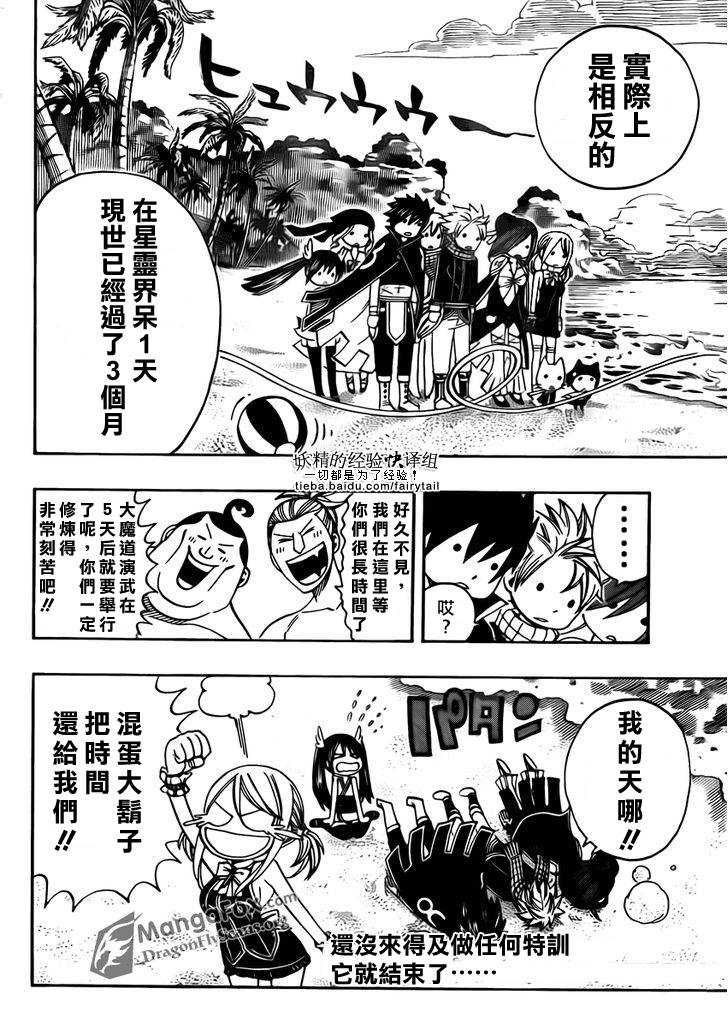 實際上
是相反的
ヒュウウウー
在星靈界呆1天
現世已經過了3個月
妖精的经验快译组
一切都是为了经验！
tieba.baidu.com/fairytail
……
哎？
好久不見，
我們在這里等
你們很長時間了
大魔道演武在
5天后就要舉行
了呢，你們一定
修煉得
非常刻苦吧!!
我的天哪!!
パタ
混蛋大鬍子
把時間
還給我們!!
還沒來得及做任何特訓
它就結束了……
MangaFox.com
DragonFlyScans.org